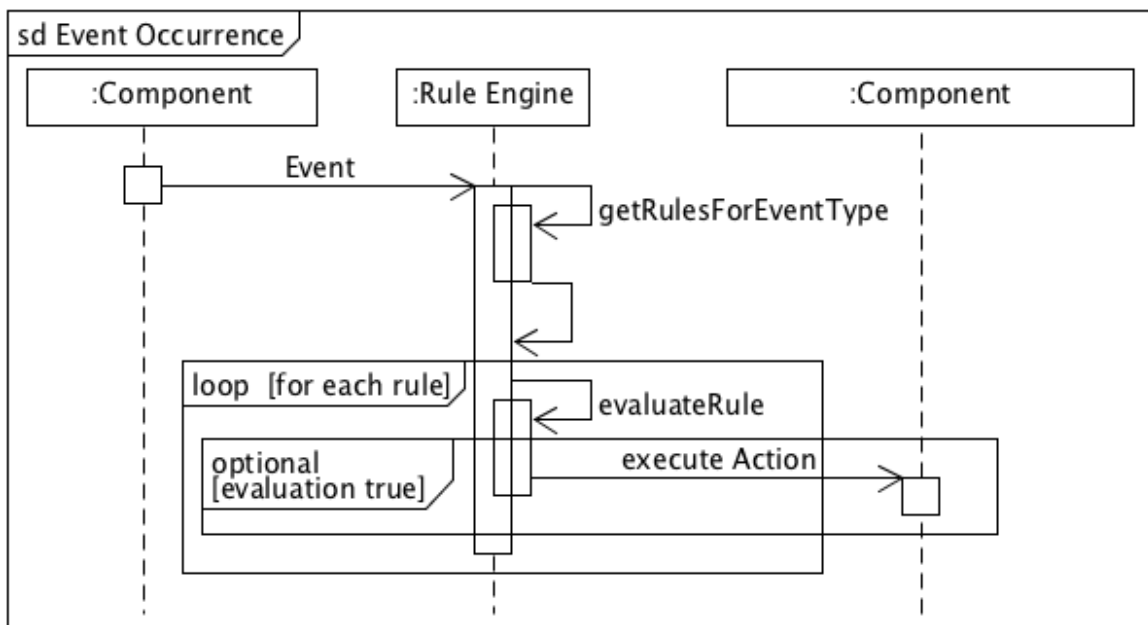 sd Event Occurrence
:Component
:Rule Engine
:Component
Event
getRulesForEventType
loop [for each rule]
evaluateRule
optional
[evaluation true]
execute Action